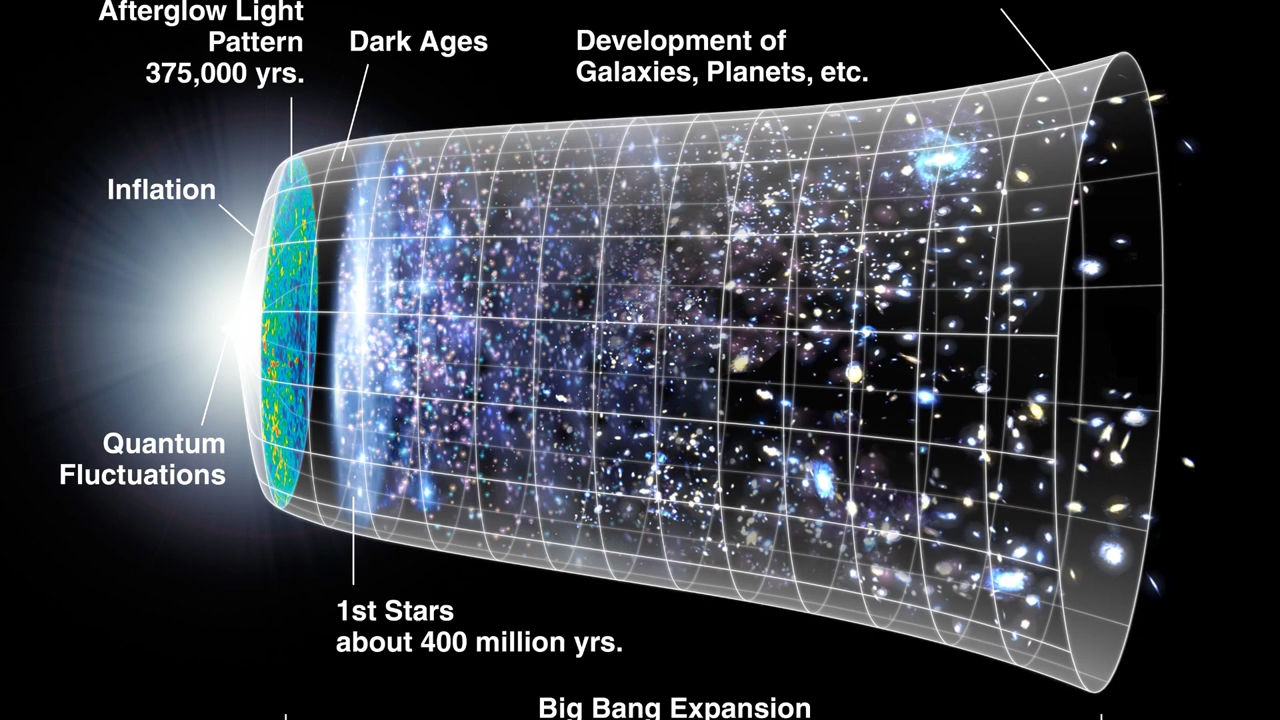 Afterglow Light
Pattern
375,000 yrs.
Dark Ages
Development of
Galaxies, Planets, etc.
Inflation
Quantum
Fluctuations
1st Stars
about 400 million yrs.
Big Bang Expansion